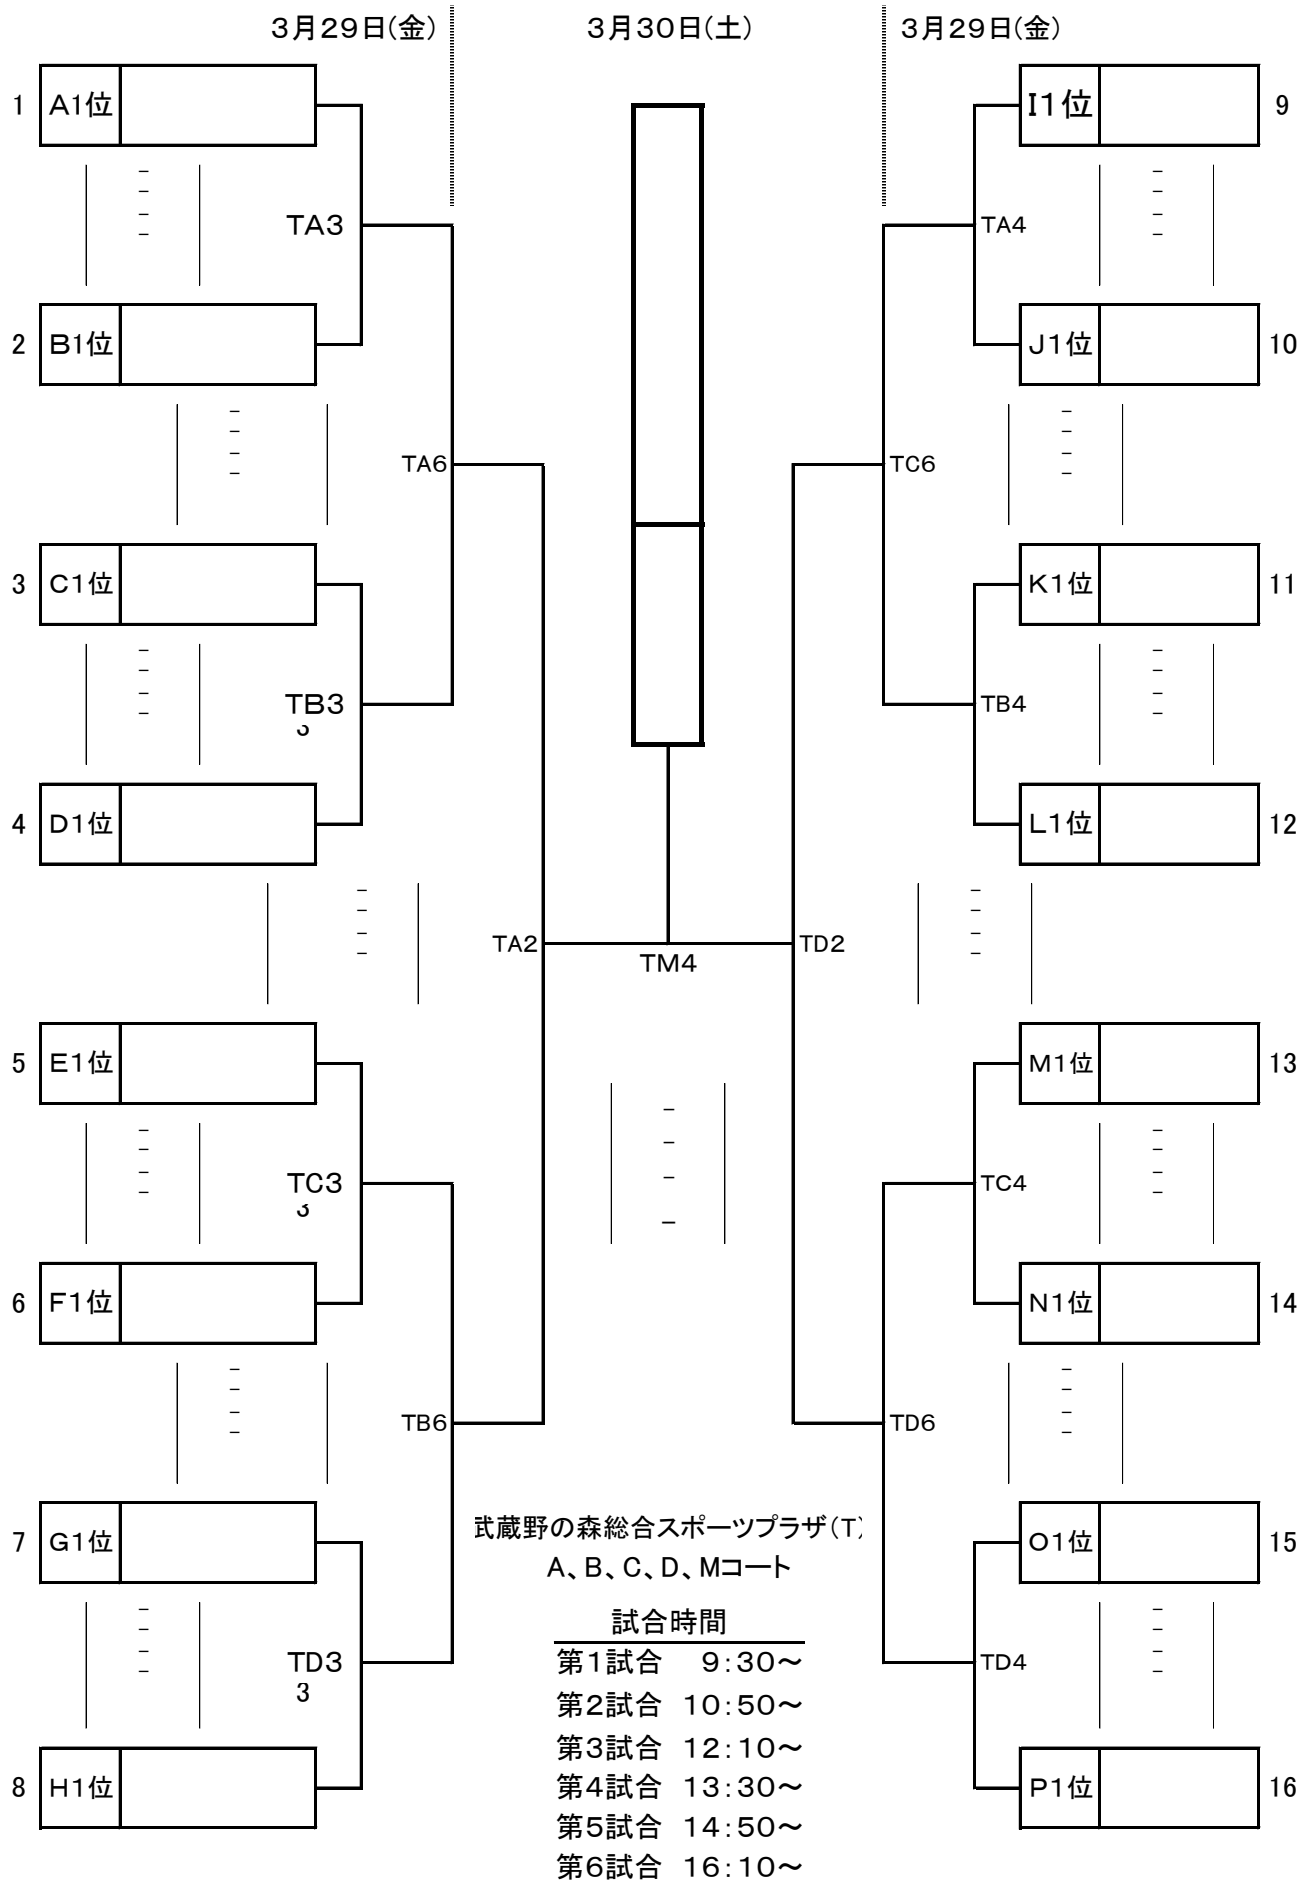 3月29日(金)
3月30日(土)
3月29日(金)
1 A1位
I1位 9
TA3
TA4
2 B1位
J1位 10
TA6
TC6
3 C1位
K1位 11
TB3
3
TB4
4 D1位
L1位 12
TA2
TM4
TD2
5 E1位
M1位 13
TC3
3
TC4
6 F1位
N1位 14
TB6
TD6
7 G1位
O1位 15
TD3
3
TD4
8 H1位
P1位 16
武蔵野の森総合スポーツプラザ(T)
A、B、C、D、Mコート
試合時間
第1試合 9:30～
第2試合 10:50～
第3試合 12:10～
第4試合 13:30～
第5試合 14:50～
第6試合 16:10～